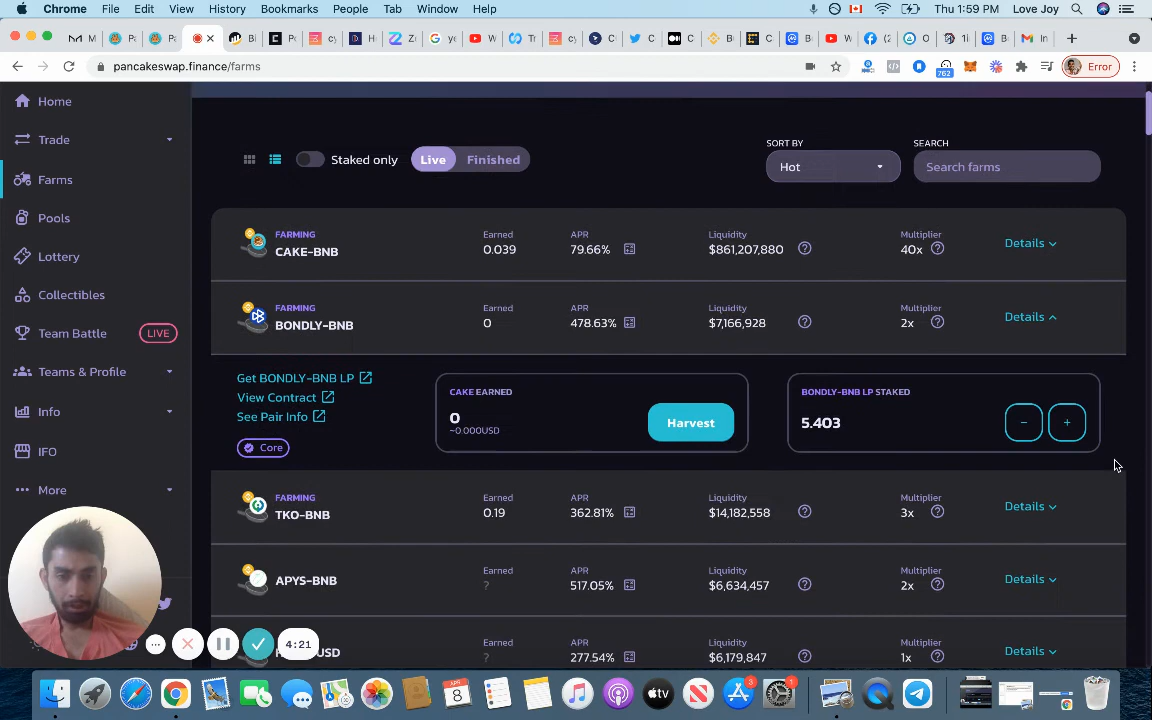 Chrome File Edit View History Bookmarks People Tab Window Help Thu 1:59 PM Love Joy
pancakeswap.finance/farms
762
Error
Home
Trade
Farms
Pools
Lottery
Collectibles
Team Battle LIVE
Teams & Profile
Info
IFO
More
Staked only
Live Finished
SORT BY
Hot
SEARCH
Search farms
FARMING
CAKE-BNB
Earned
0.039
APR
79.66%
Liquidity
$861,207,880
Multiplier
40x
Details
FARMING
BONDLY-BNB
Earned
0
APR
478.63%
Liquidity
$7,166,928
Multiplier
2x
Details
Get BONDLY-BNB LP
View Contract
See Pair Info
Core
CAKE EARNED
0
~0.000USD
Harvest
BONDLY-BNB LP STAKED
5.403
FARMING
TKO-BNB
Earned
0.19
APR
362.81%
Liquidity
$14,182,558
Multiplier
3x
Details
APYS-BNB
Earned
?
APR
517.05%
Liquidity
$6,634,457
Multiplier
2x
Details
Earned
?
APR
277.54%
Liquidity
$6,179,847
Multiplier
1x
Details
4:21
APR
8
tv
3
1